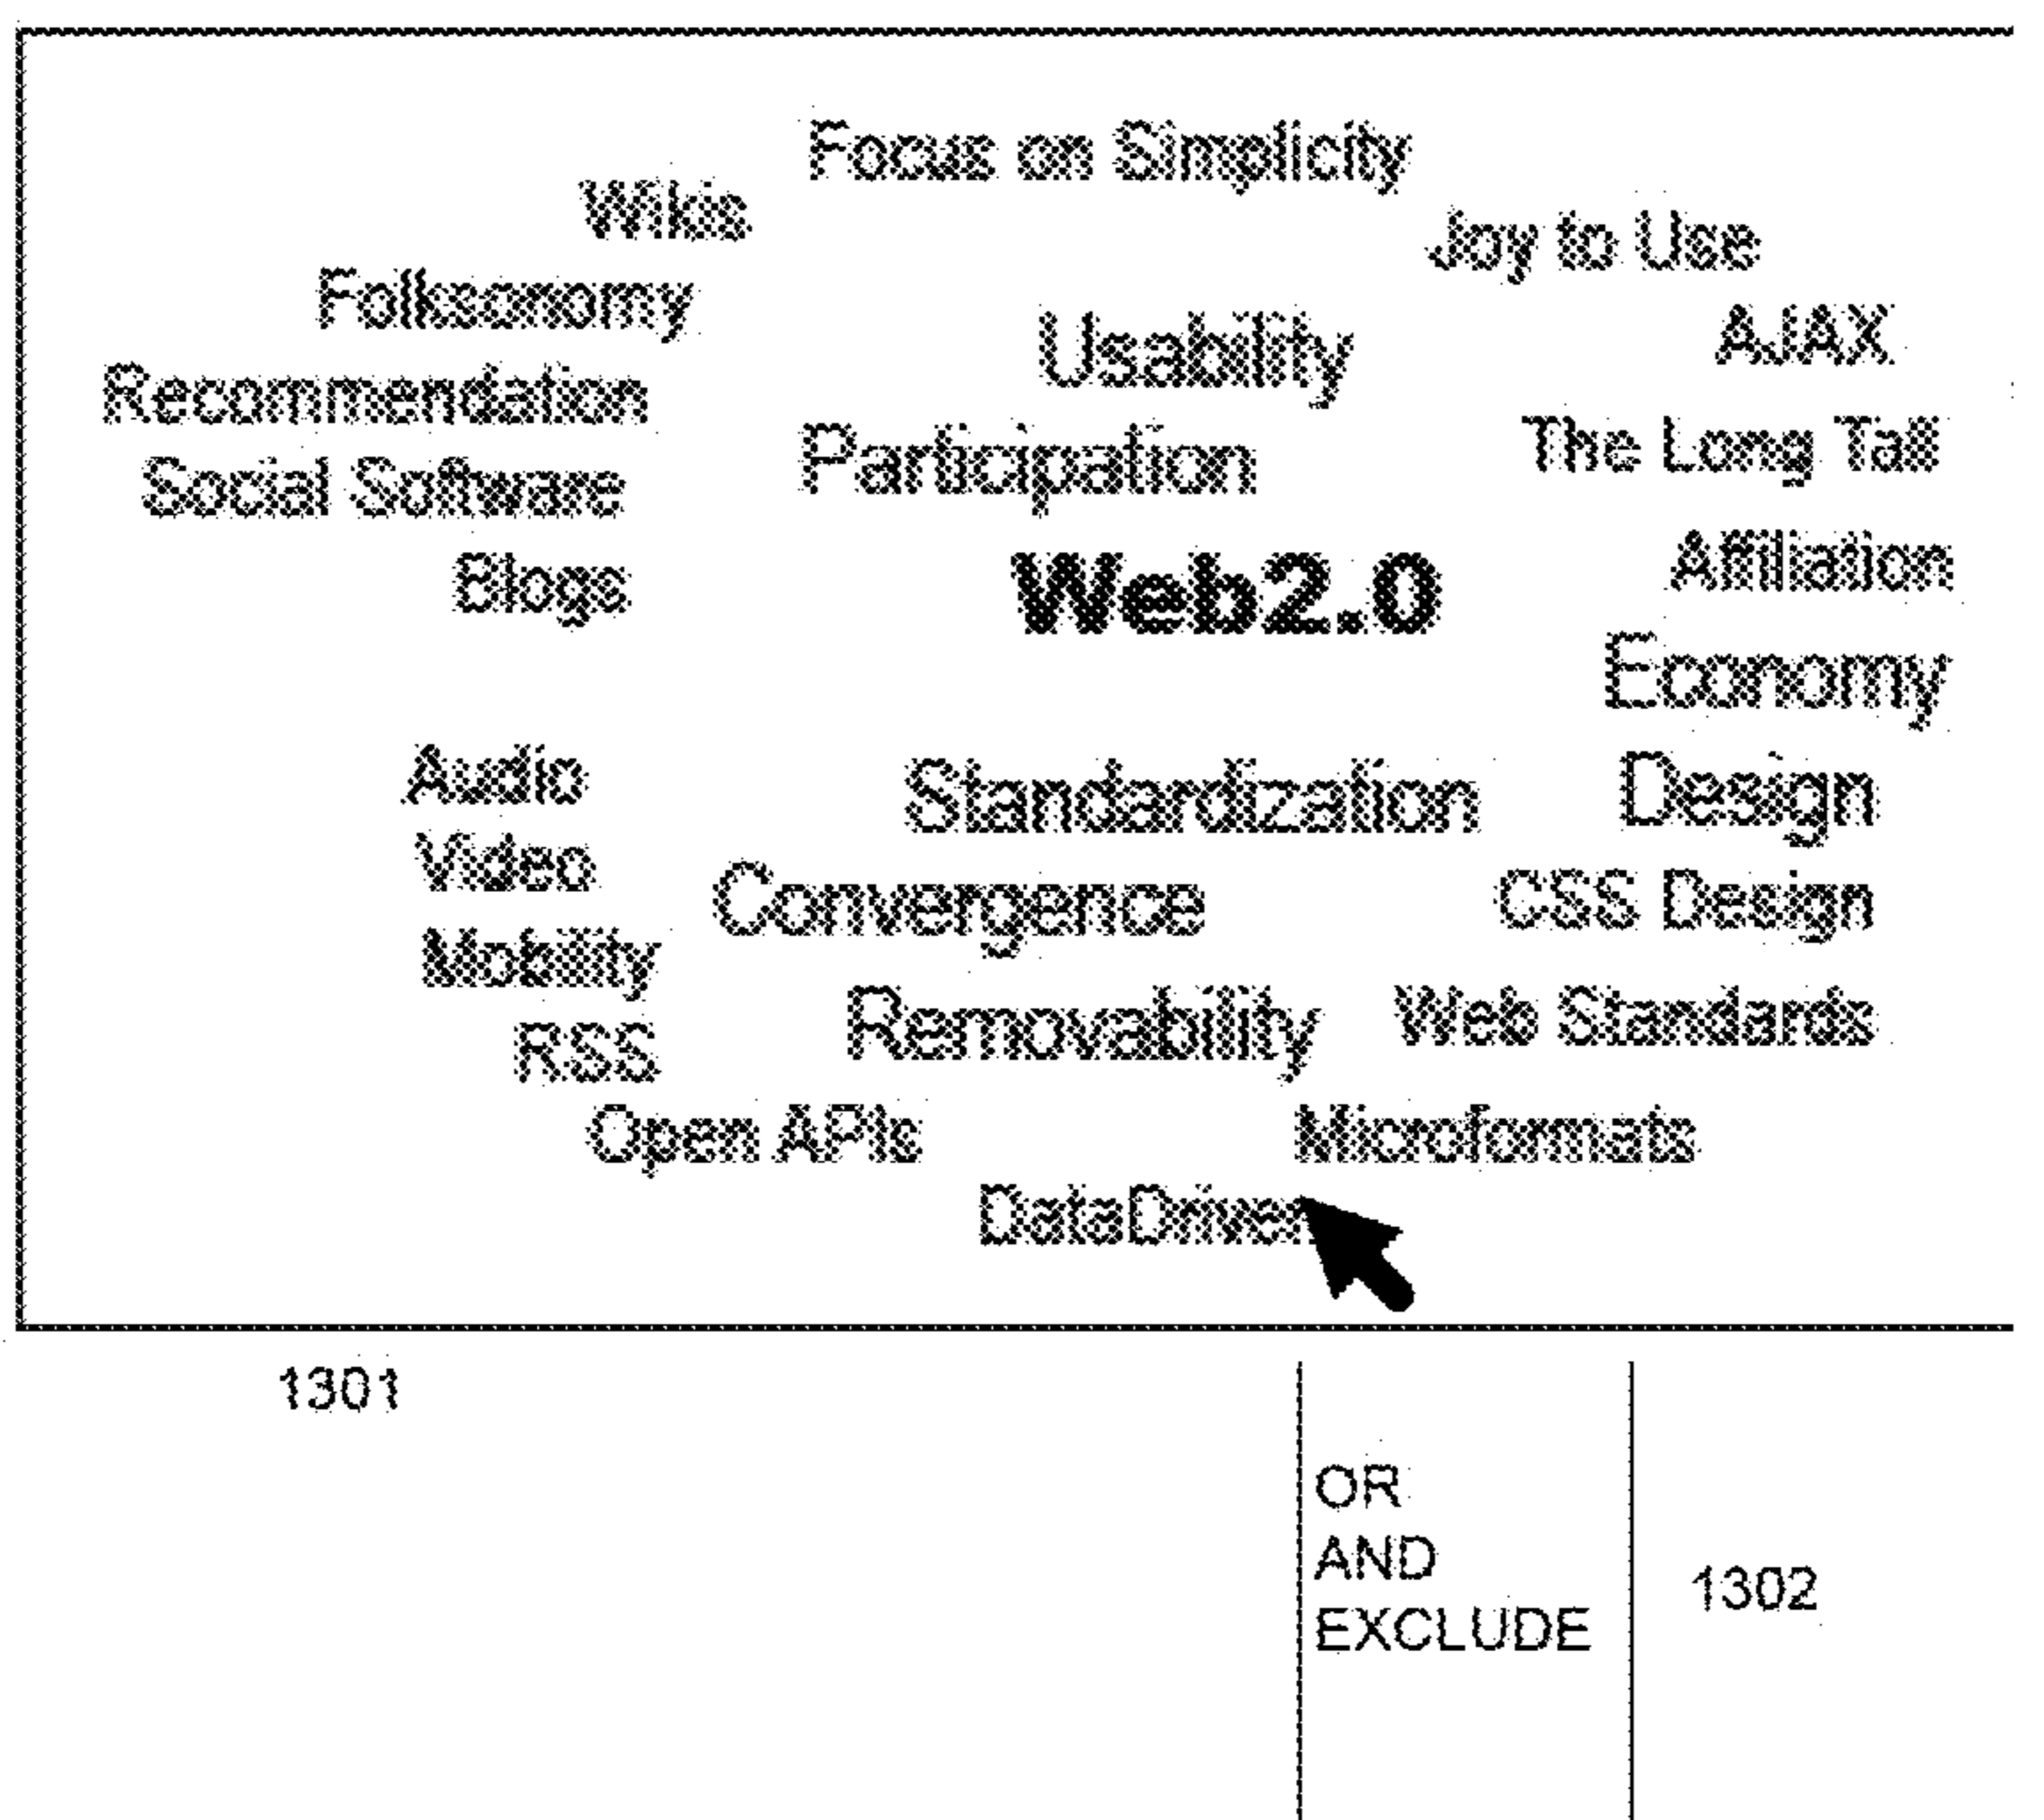 Focus on Simplicity
Wikis
Joy to Use
Folksonomy
Usability
AJAX
Recommendation
Participation
The Long Tail
Social Software
Blogs
Web2.0
Affiliation
Economy
Audio
Standardization
Design
Video
Convergence
CSS Design
Mobility
Removability
Web Standards
RSS
Open APIs
Microformats
DataDriven
1301
OR
AND
EXCLUDE
1302